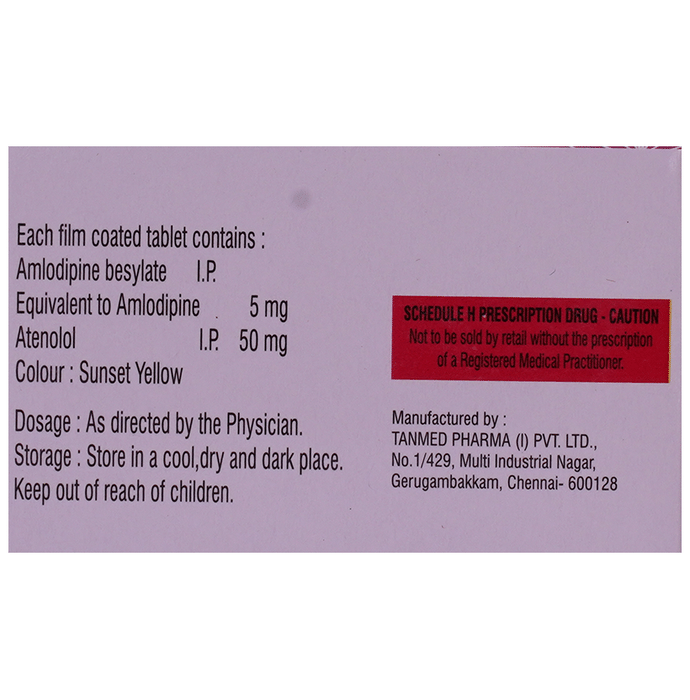 Each film coated tablet contains :
Amlodipine besylate I.P.
Equivalent to Amlodipine 5 mg
Atenolol I.P. 50 mg
Colour : Sunset Yellow
Dosage : As directed by the Physician.
Storage : Store in a cool,dry and dark place.
Keep out of reach of children.
SCHEDULE H PRESCRIPTION DRUG - CAUTION
Not to be sold by retail without the prescription
of a Registered Medical Practitioner.
Manufactured by :
TANMED PHARMA (I) PVT. LTD.,
No.1/429, Multi Industrial Nagar,
Gerugambakkam, Chennai- 600128